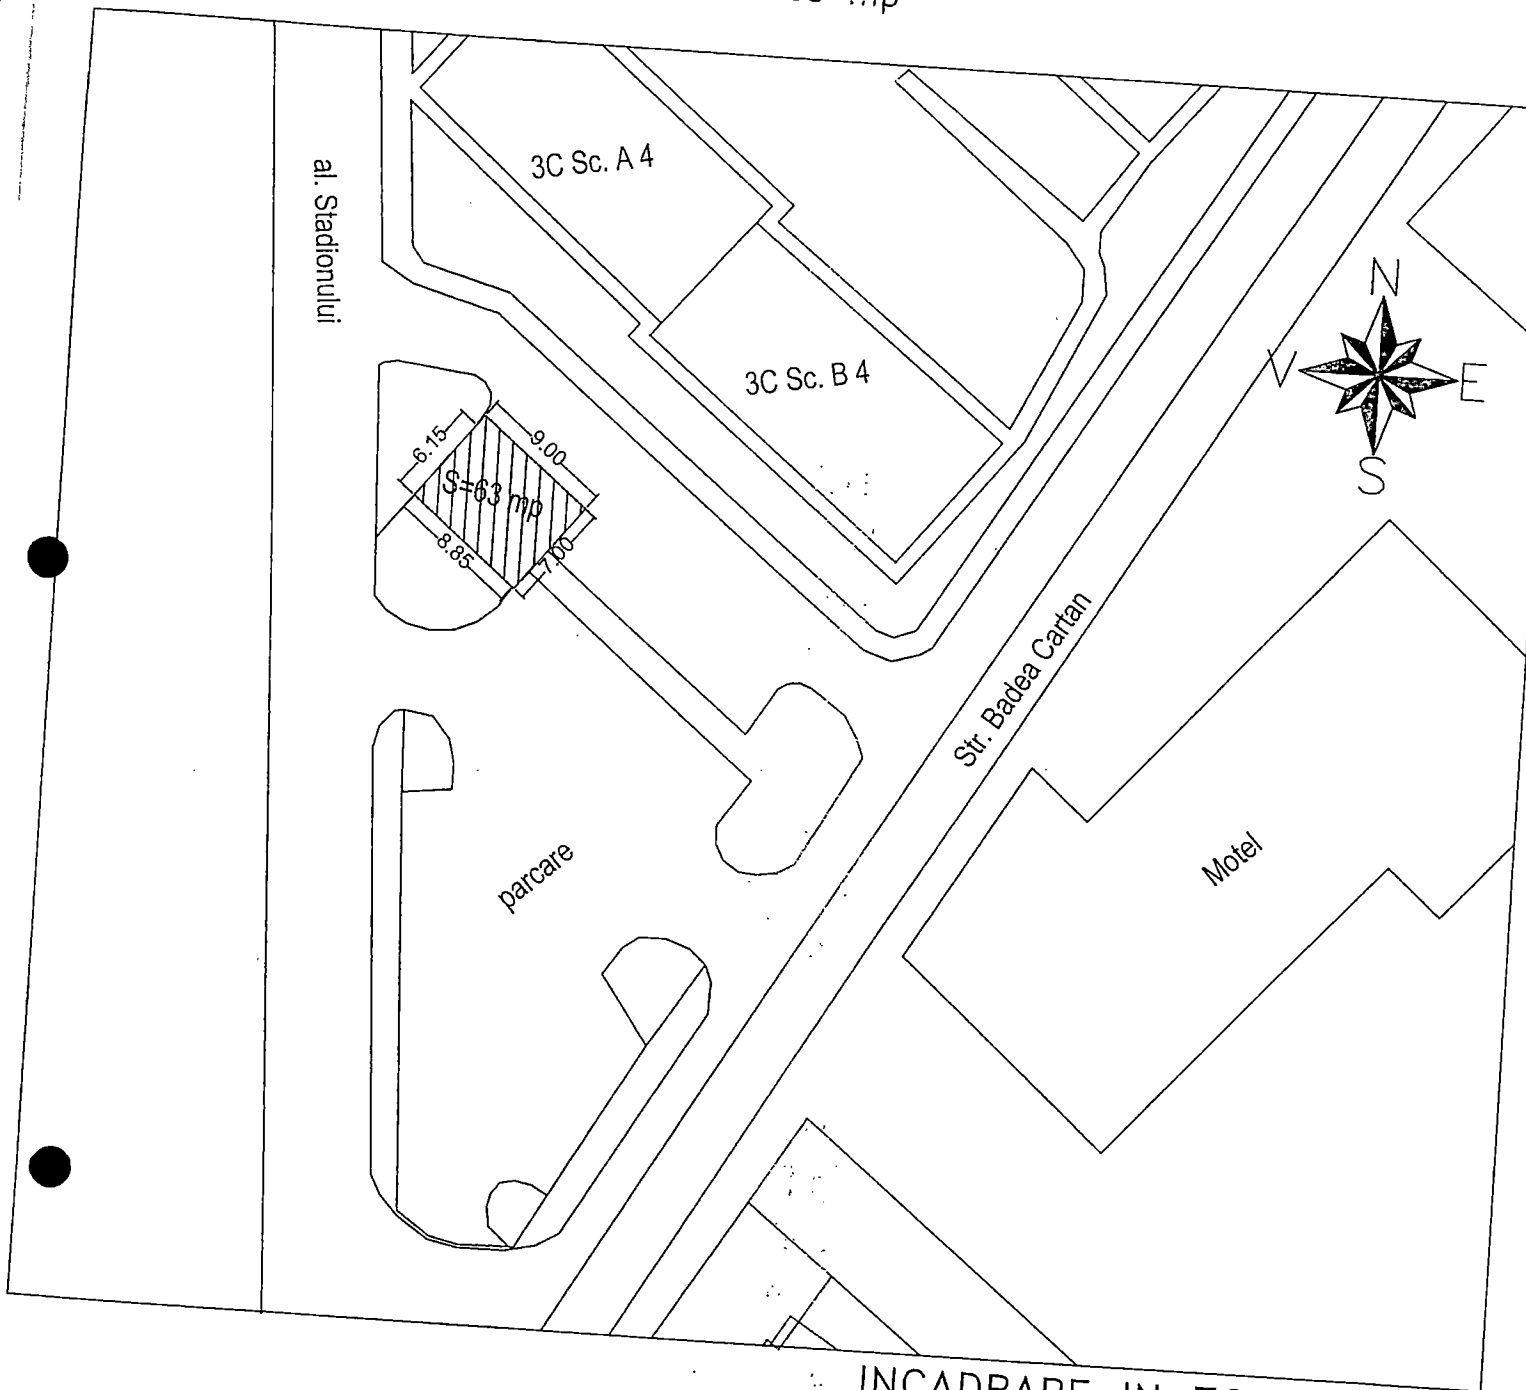 mp
al. Stadionului
3C Sc. A 4
3C Sc. B 4
N
V
E
S
6.15
9.00
S=63 mp
8.85
7.00
Str. Badea Cartan
parcare
Motel
INCADRARE IN